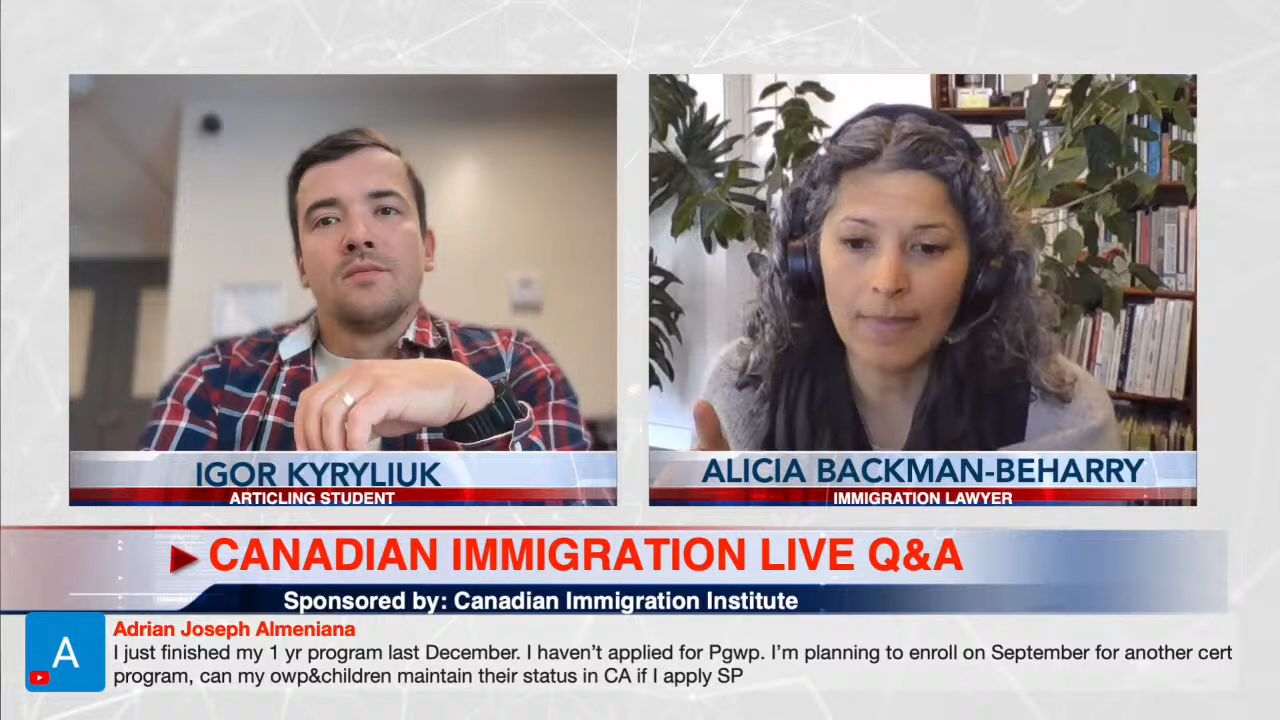 IGOR KYRYLIUK
ARTICLING STUDENT
ALICIA BACKMAN-BEHARRY
IMMIGRATION LAWYER
CANADIAN IMMIGRATION LIVE Q&A
Sponsored by: Canadian Immigration Institute
A
Adrian Joseph Almeniana
I just finished my 1 yr program last December. I haven't applied for Pgwp. I'm planning to enroll on September for another cert
program, can my owp&children maintain their status in CA if I apply SP